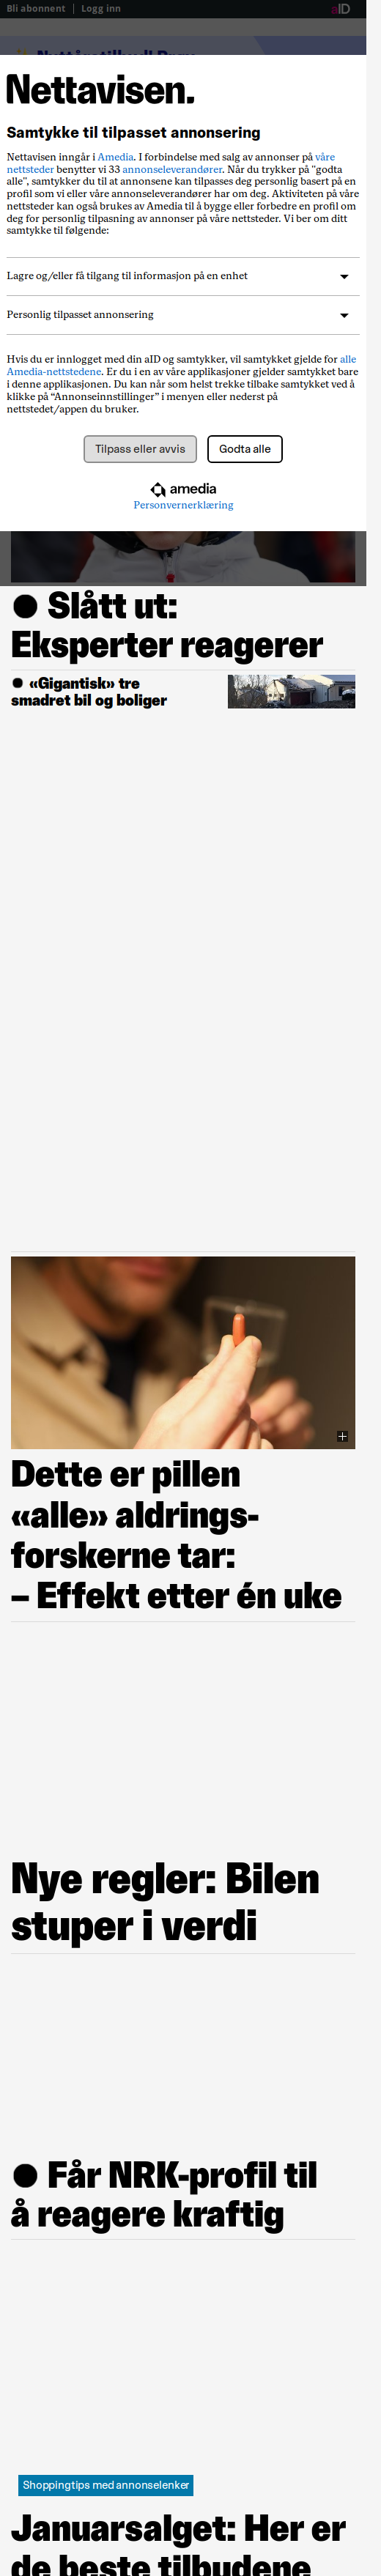 Bli abonnent | Logg inn
aID
Nettavisen.
Samtykke til tilpasset annonsering
Nettavisen inngår i Amedia. I forbindelse med salg av annonser på våre
nettsteder benytter vi 33 annonseleverandører. Når du trykker på "godta
alle", samtykker du til at annonsene kan tilpasses deg personlig basert på en
profil som vi eller våre annonseleverandører har om deg. Aktiviteten på våre
nettsteder kan også brukes av Amedia til å bygge eller forbedre en profil om
deg for personlig tilpasning av annonser på våre nettsteder. Vi ber om ditt
samtykke til følgende:
Lagre og/eller få tilgang til informasjon på en enhet
Personlig tilpasset annonsering
Hvis du er innlogget med din aID og samtykker, vil samtykket gjelde for alle
Amedia-nettstedene. Er du i en av våre applikasjoner gjelder samtykket bare
i denne applikasjonen. Du kan når som helst trekke tilbake samtykket ved å
klikke på “Annonseinnstillinger” i menyen eller nederst på
nettstedet/appen du bruker.
Tilpass eller avvis
Godta alle
amedia
Personvernerklæring
Slått ut:
Eksperter reagerer
«Gigantisk» tre
smadret bil og boliger
Dette er pillen
«alle» aldrings-
forskerne tar:
– Effekt etter én uke
Nye regler: Bilen
stuper i verdi
Får NRK-profil til
å reagere kraftig
Shoppingtips med annonselenker
Januarsalget: Her er
de beste tilbudene